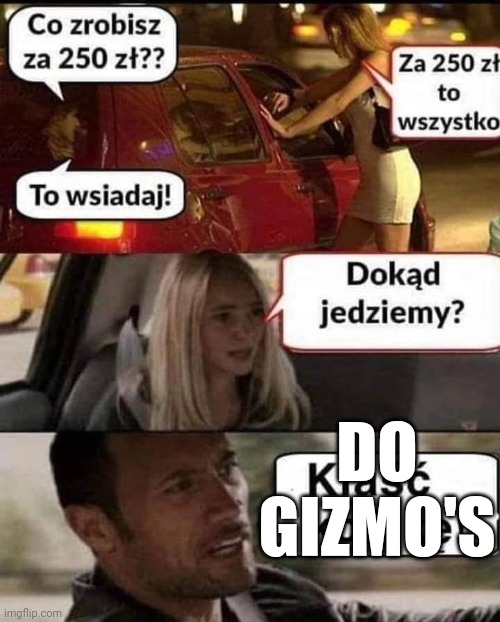 Co zrobisz
za 250 zł??
Za 250 zł
to
wszystko
To wsiadaj!
Dokąd
jedziemy?
DO
GIZMO'S
imgflip.com